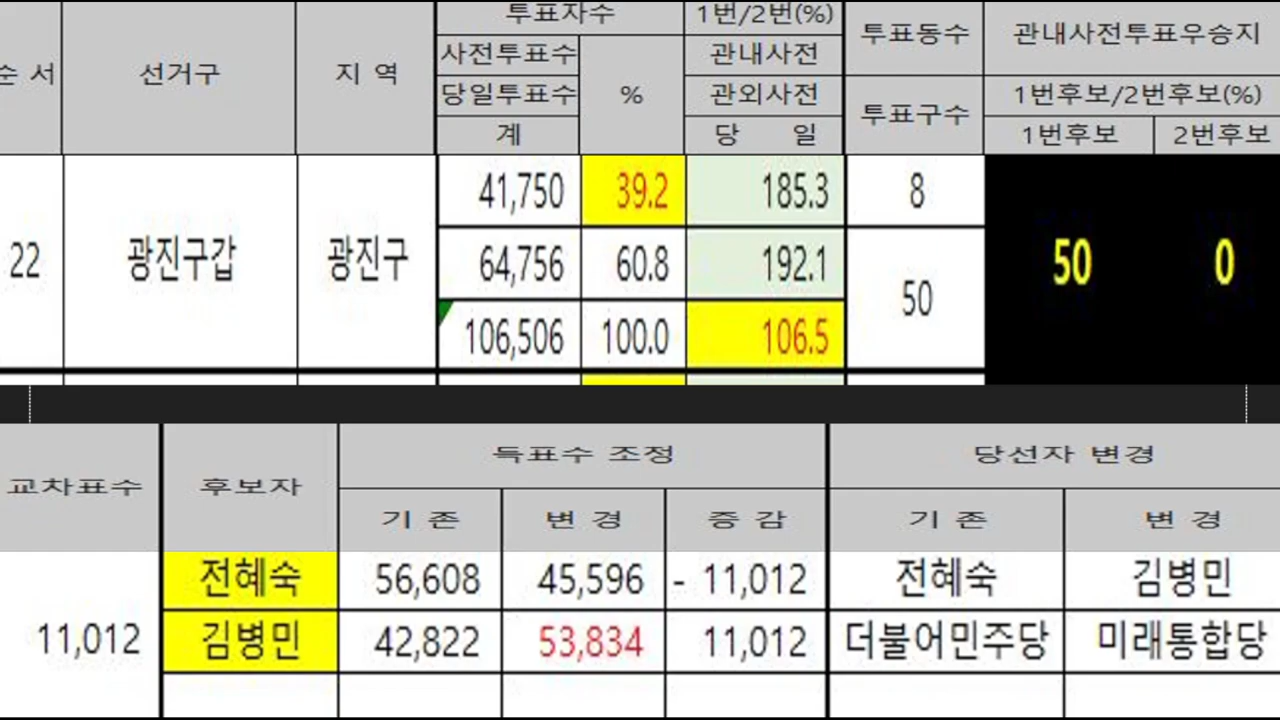 순 서 선거구 지 역 투표자수 1번/2번(%) 투표동수 관내사전투표우승지
사전투표수 % 관내사전
당일투표수 관외사전 투표구수 1번후보/2번후보(%)
계 당 일 1번후보 2번후보
22 광진구갑 광진구 41,750 39.2 185.3 8 50 0
64,756 60.8 192.1 50
106,506 100.0 106.5
교차표수 후보자 득표수 조정 당선자 변경
기 존 변 경 증 감 기 존 변 경
11,012 전혜숙 56,608 45,596 - 11,012 전혜숙 김병민
김병민 42,822 53,834 11,012 더불어민주당 미래통합당